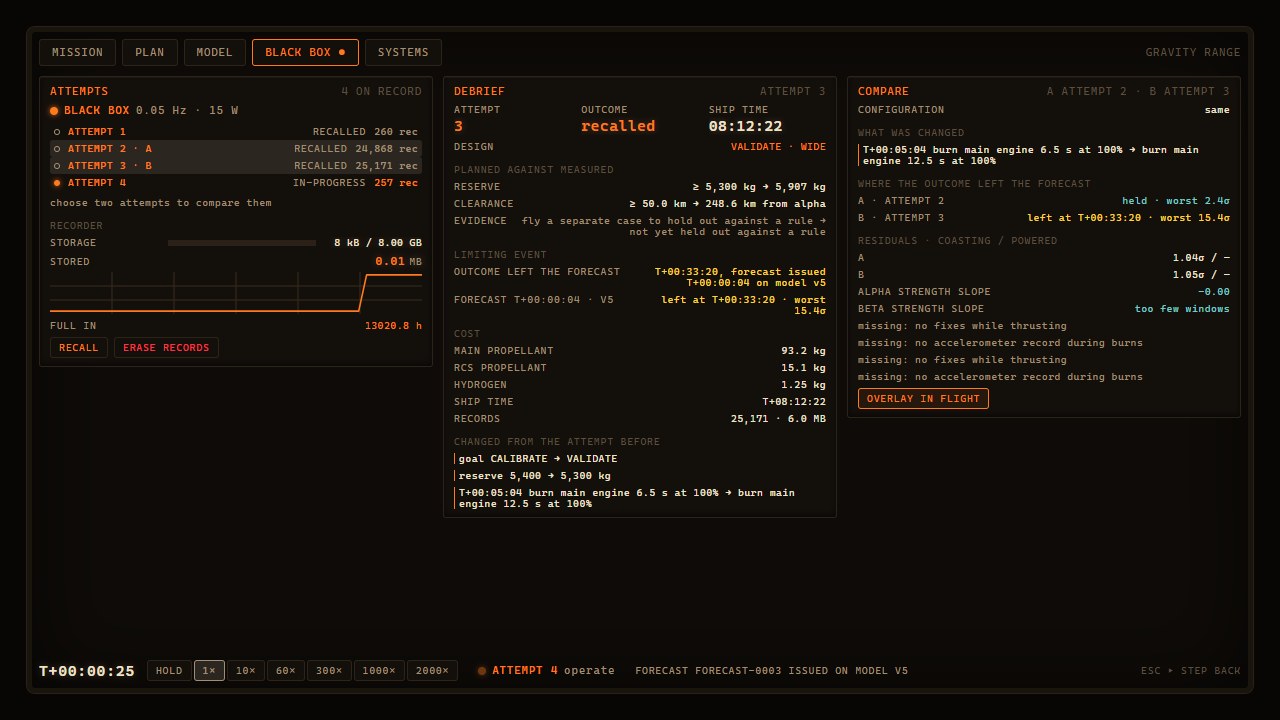 MISSION
PLAN
MODEL
BLACK BOX
SYSTEMS
GRAVITY RANGE
ATTEMPTS
4 ON RECORD
BLACK BOX 0.05 Hz · 15 W
ATTEMPT 1 RECALLED 260 rec
ATTEMPT 2 · A RECALLED 24,868 rec
ATTEMPT 3 · B RECALLED 25,171 rec
ATTEMPT 4 IN-PROGRESS 257 rec
choose two attempts to compare them
RECORDER
STORAGE 8 kB / 8.00 GB
STORED 0.01 MB
FULL IN 13020.8 h
RECALL
ERASE RECORDS
DEBRIEF
ATTEMPT 3
ATTEMPT OUTCOME SHIP TIME
3 recalled 08:12:22
DESIGN VALIDATE · WIDE
PLANNED AGAINST MEASURED
RESERVE ≥ 5,300 kg → 5,907 kg
CLEARANCE ≥ 50.0 km → 248.6 km from alpha
EVIDENCE fly a separate case to hold out against a rule →
not yet held out against a rule
LIMITING EVENT
OUTCOME LEFT THE FORECAST T+00:33:20, forecast issued
T+00:00:04 on model v5
FORECAST T+00:00:04 · V5 left at T+00:33:20 · worst
15.4σ
COST
MAIN PROPELLANT 93.2 kg
RCS PROPELLANT 15.1 kg
HYDROGEN 1.25 kg
SHIP TIME T+08:12:22
RECORDS 25,171 · 6.0 MB
CHANGED FROM THE ATTEMPT BEFORE
goal CALIBRATE → VALIDATE
reserve 5,400 → 5,300 kg
T+00:05:04 burn main engine 6.5 s at 100% → burn main
engine 12.5 s at 100%
COMPARE
A ATTEMPT 2 · B ATTEMPT 3
CONFIGURATION same
WHAT WAS CHANGED
T+00:05:04 burn main engine 6.5 s at 100% → burn main
engine 12.5 s at 100%
WHERE THE OUTCOME LEFT THE FORECAST
A · ATTEMPT 2 held · worst 2.4σ
B · ATTEMPT 3 left at T+00:33:20 · worst 15.4σ
RESIDUALS · COASTING / POWERED
A 1.04σ / —
B 1.05σ / —
ALPHA STRENGTH SLOPE −0.00
BETA STRENGTH SLOPE too few windows
missing: no fixes while thrusting
missing: no accelerometer record during burns
missing: no fixes while thrusting
missing: no accelerometer record during burns
OVERLAY IN FLIGHT
T+00:00:25
HOLD
1×
10×
60×
300×
1000×
2000×
ATTEMPT 4 operate
FORECAST FORECAST-0003 ISSUED ON MODEL V5
ESC ▸ STEP BACK